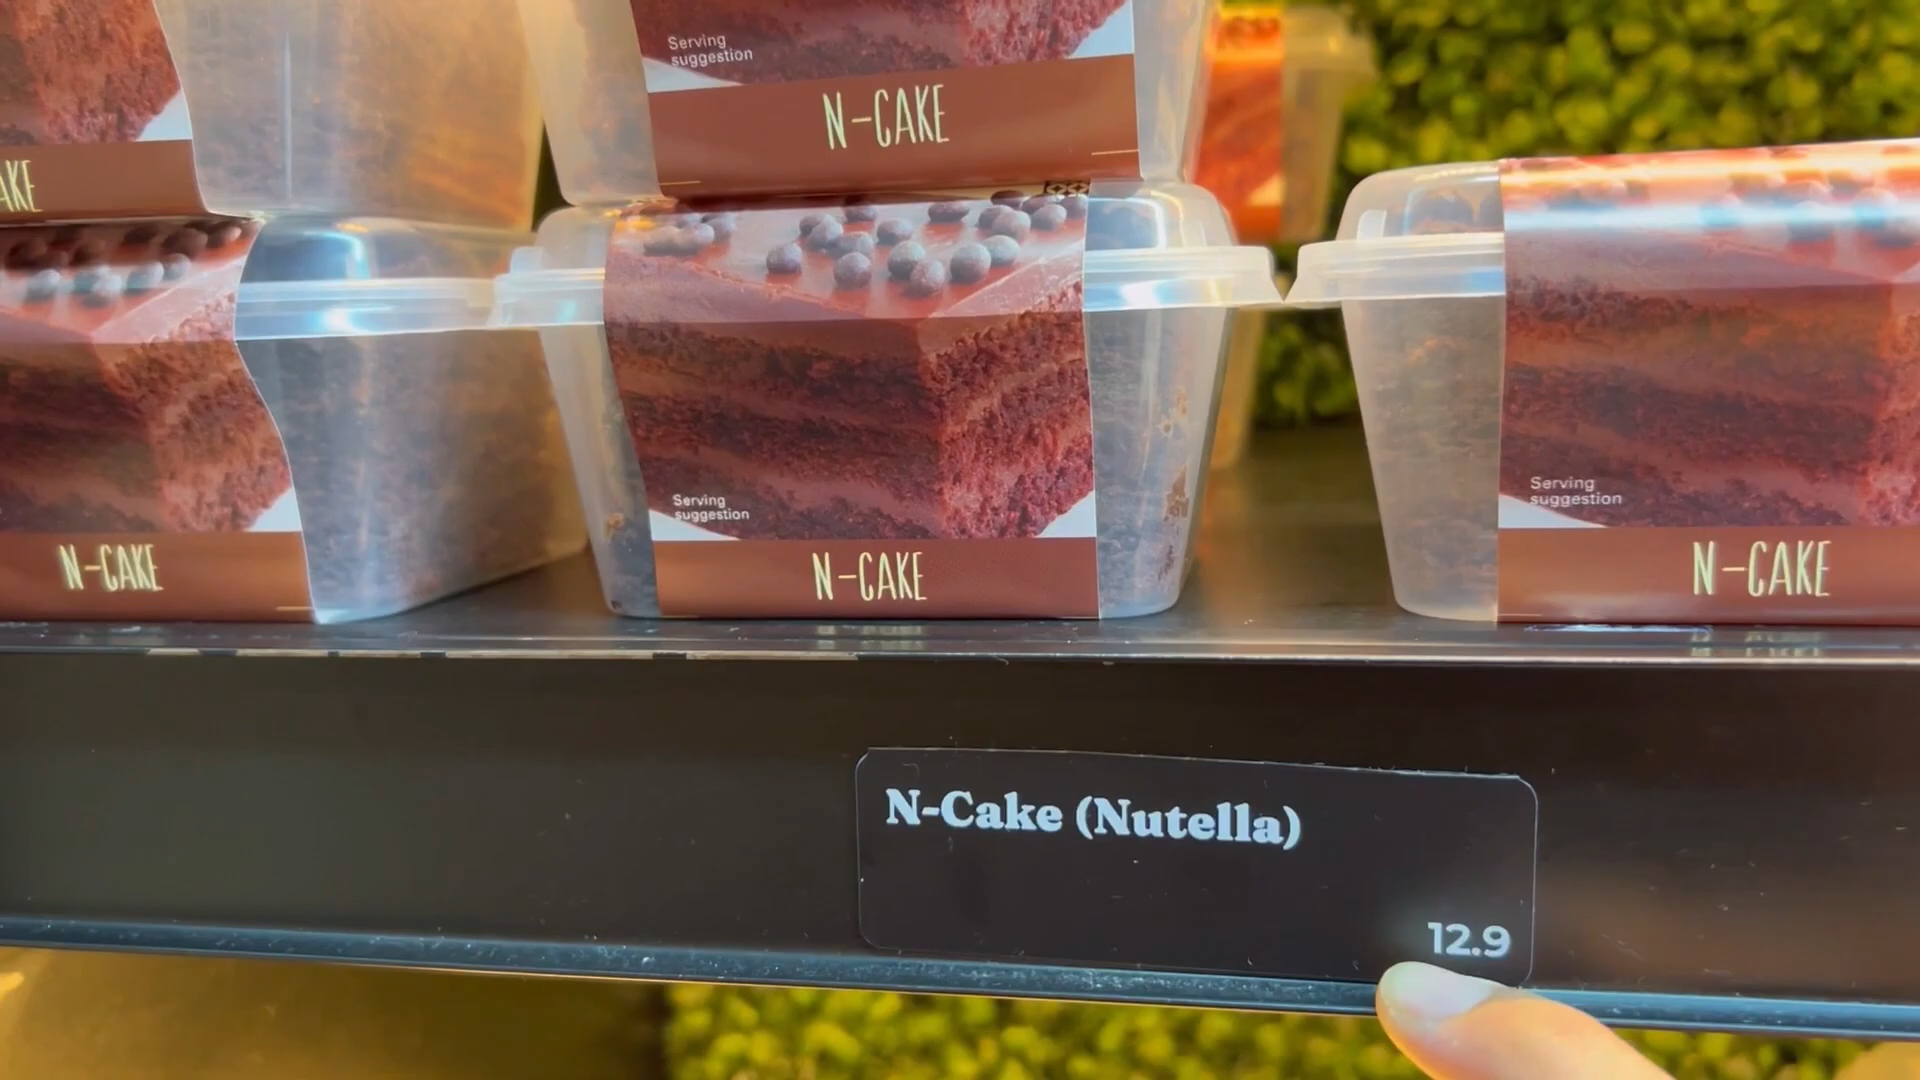 Serving
suggestion
N-CAKE
AKE
N-CAKE
Serving
suggestion
N-CAKE
Serving
suggestion
N-CAKE
N-Cake (Nutella)
12.9